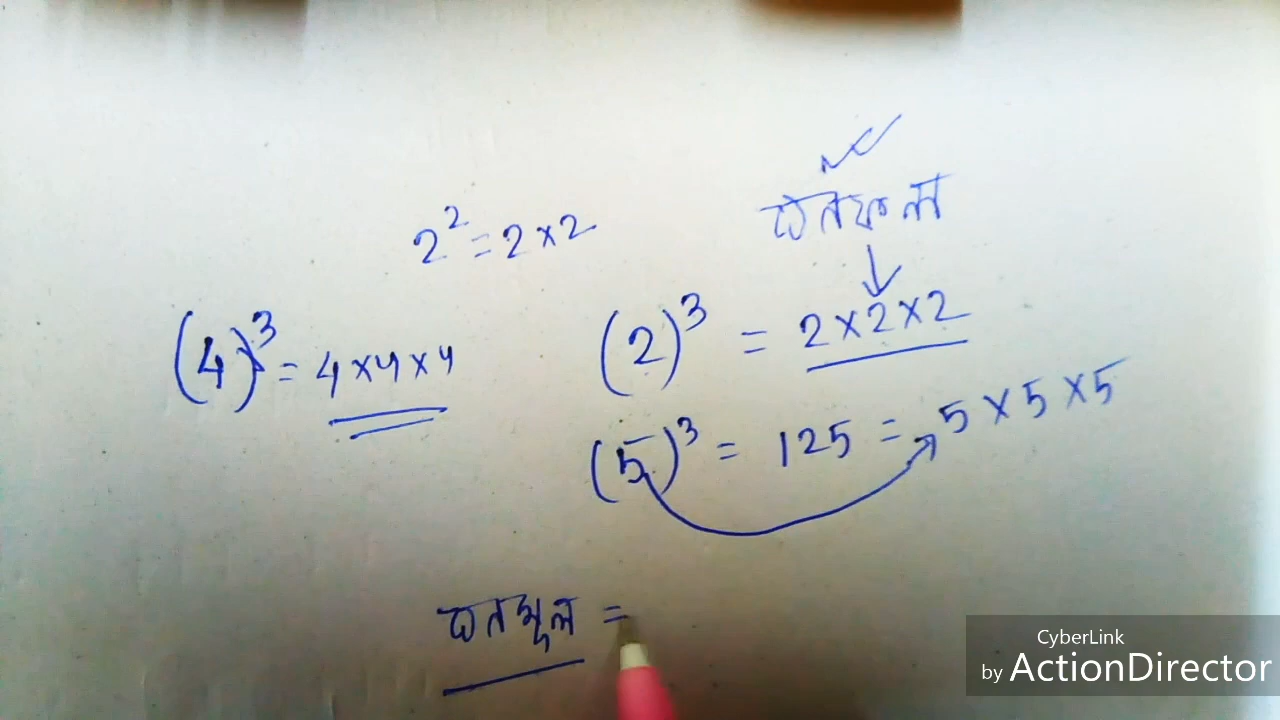 2² = 2×2
ঘনফল
(4)³ = 4×4×4
(2)³ = 2×2×2
(5)³ = 125 = 5×5×5
ঘনমূল =
CyberLink
by ActionDirector